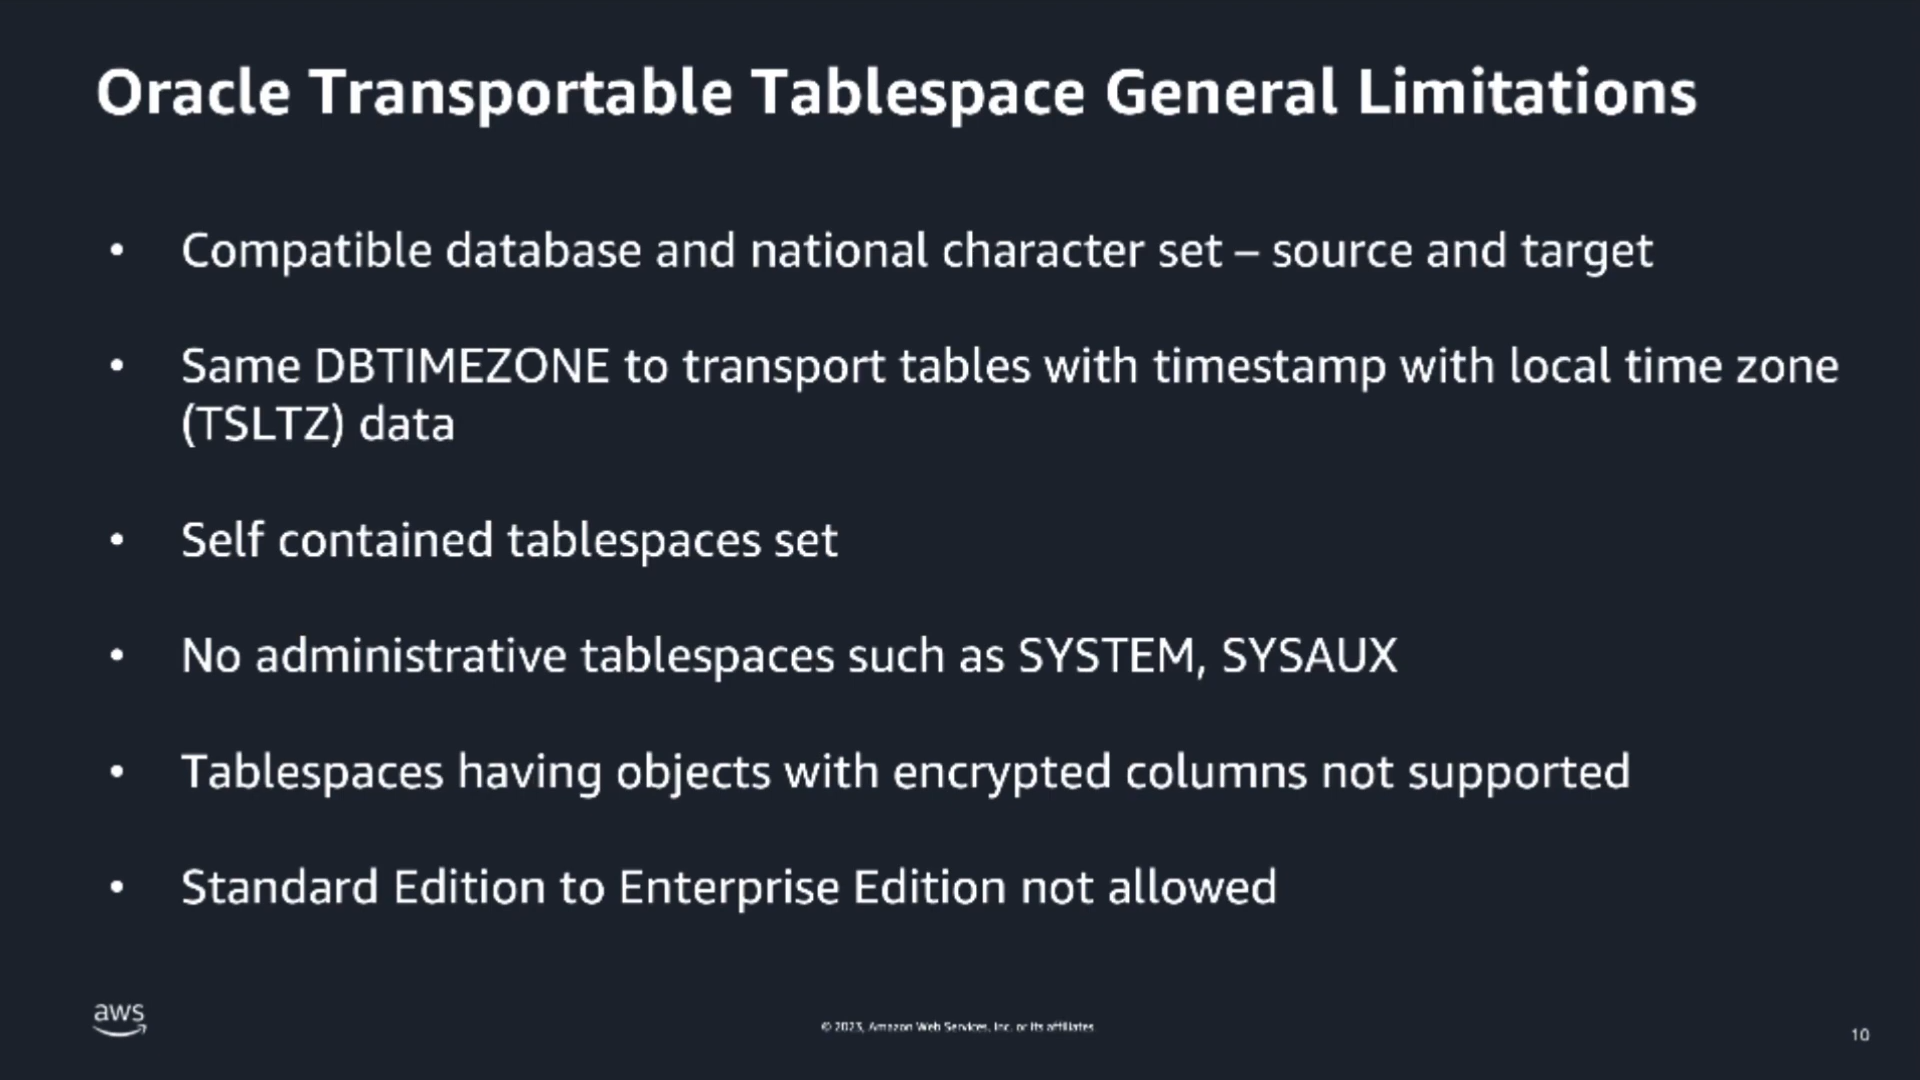 Oracle Transportable Tablespace General Limitations
• Compatible database and national character set – source and target
• Same DBTIMEZONE to transport tables with timestamp with local time zone
(TSLTZ) data
• Self contained tablespaces set
• No administrative tablespaces such as SYSTEM, SYSAUX
• Tablespaces having objects with encrypted columns not supported
• Standard Edition to Enterprise Edition not allowed
aws
© 2023, Amazon Web Services, Inc. or its affiliates
10